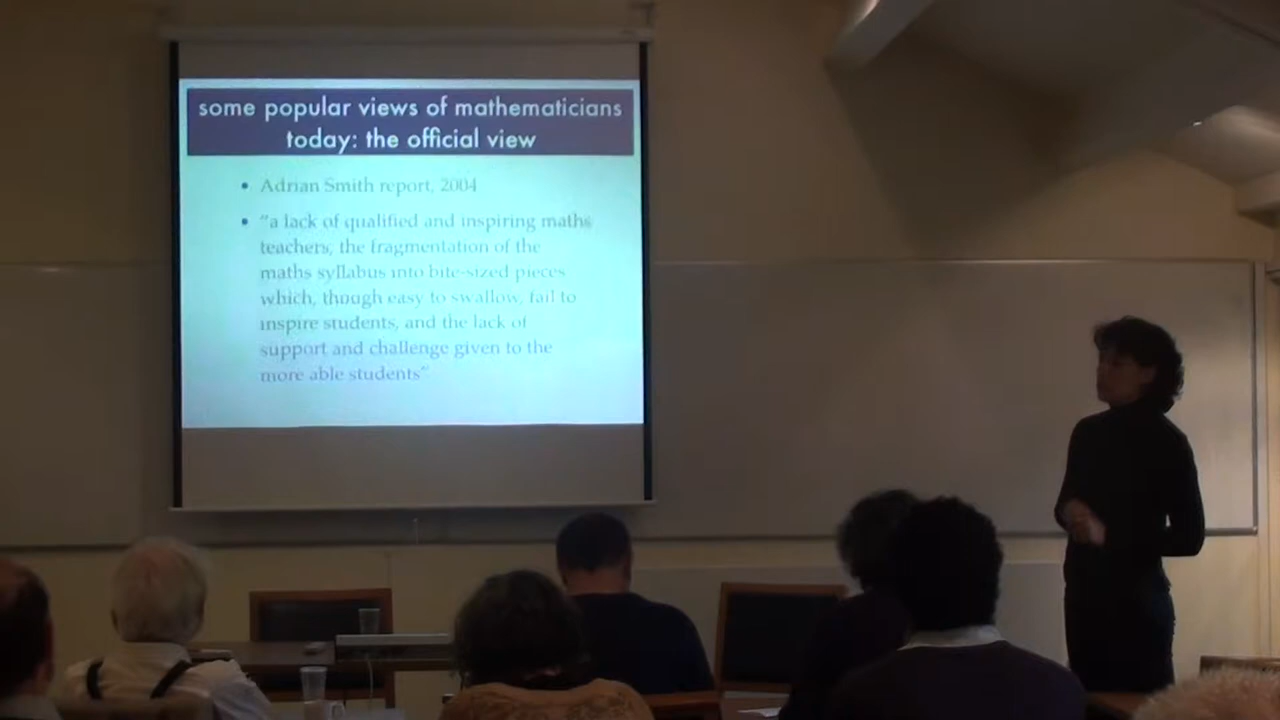 some popular views of mathematicians
today: the official view
• Adrian Smith report, 2004
• "a lack of qualified and inspiring maths
teachers, the fragmentation of the
maths syllabus into bite-sized pieces
which, though easy to swallow, fail to
inspire students, and the lack of
support and challenge given to the
more able students"